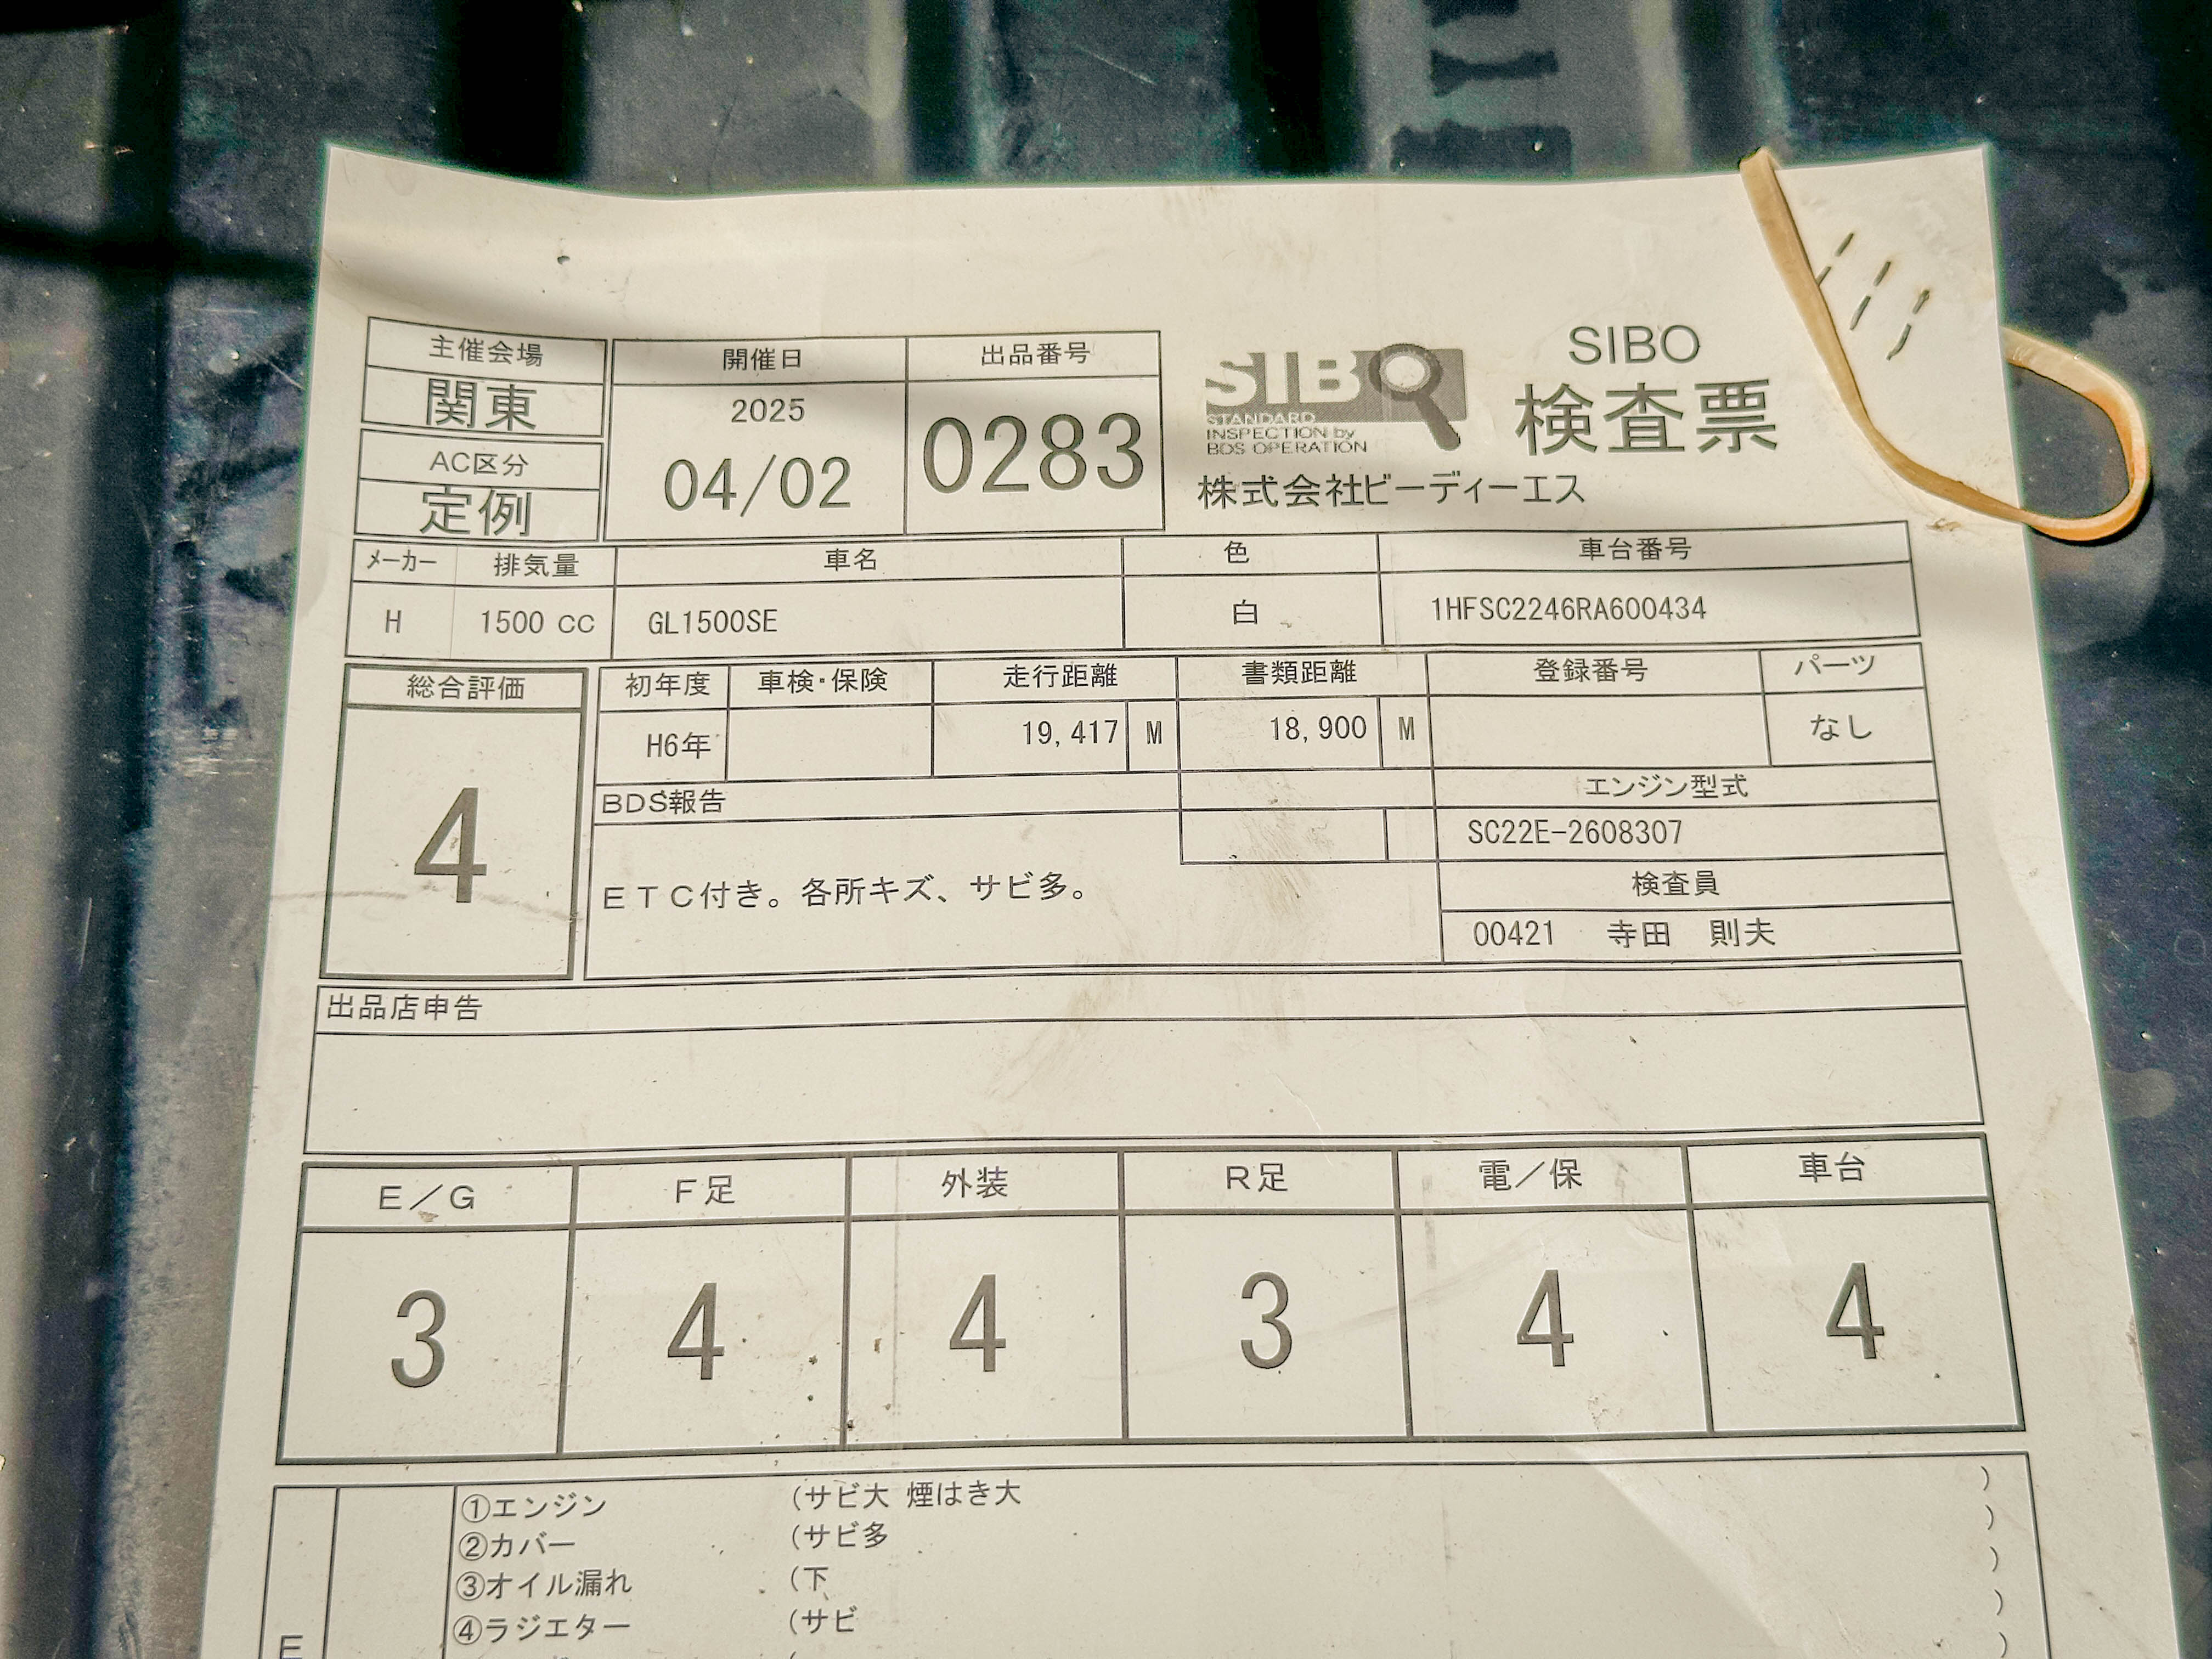 主催会場
開催日
出品番号
関東
2025
04/02
0283
AC区分
定例
SIBO
STANDARD
INSPECTION by
BDS OPERATION
SIBO
検査票
株式会社ビーディーエス
ﾒｰｶｰ 排気量 車名 色 車台番号
H 1500 cc GL1500SE 白 1HFSC2246RA600434
総合評価
4
初年度 車検・保険 走行距離 書類距離 登録番号 パーツ
H6年 19,417 M 18,900 M なし
BDS報告
エンジン型式
SC22E-2608307
ETC付き。各所キズ、サビ多。
検査員
00421 寺田 則夫
出品店申告
E/G F足 外装 R足 電/保 車台
3 4 4 3 4 4
①エンジン (サビ大 煙はき大 )
②カバー (サビ多 )
③オイル漏れ (下 )
④ラジエター (サビ )
E